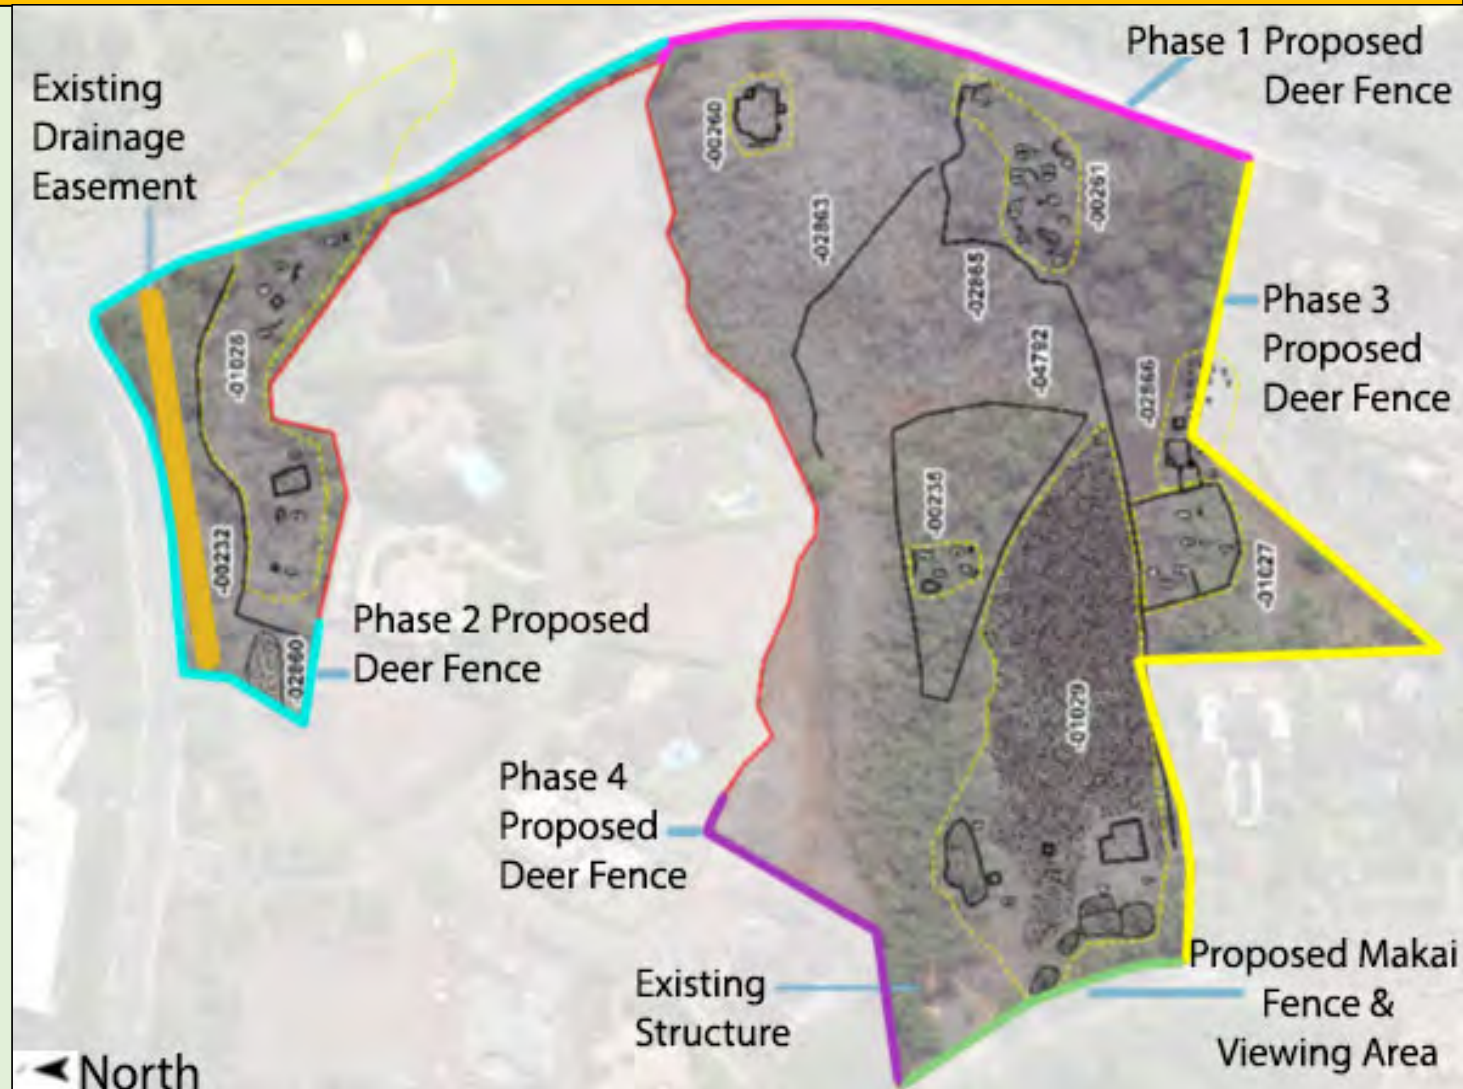 Phase 1 Proposed
Deer Fence
Existing
Drainage
Easement
-00260
-00261
-02863
-02865
Phase 3
Proposed
Deer Fence
-04792
-02866
-01028
-00238
-00232
-01027
Phase 2 Proposed
Deer Fence
-02860
-01029
Phase 4
Proposed
Deer Fence
Proposed Makai
Fence &
Viewing Area
Existing
Structure
North